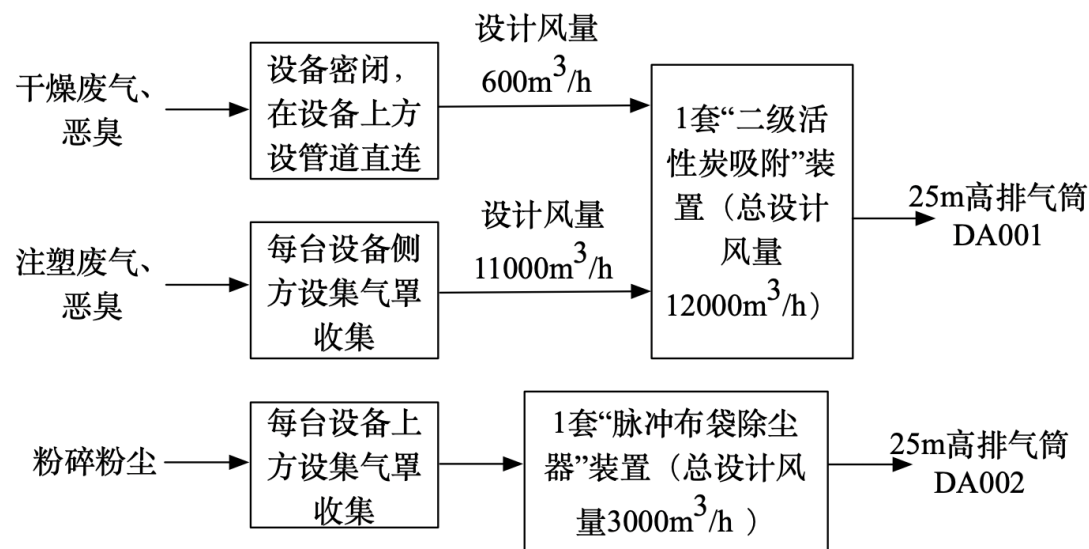 干燥废气、
恶臭
设备密闭，
在设备上方
设管道直连
设计风量
600m³/h
注塑废气、
恶臭
每台设备侧
方设集气罩
收集
设计风量
11000m³/h
1套“二级活
性炭吸附”装
置（总设计
风量
12000m³/h）
25m高排气筒
DA001
粉碎粉尘
每台设备上
方设集气罩
收集
1套“脉冲布袋除尘
器”装置（总设计风
量3000m³/h ）
25m高排气筒
DA002